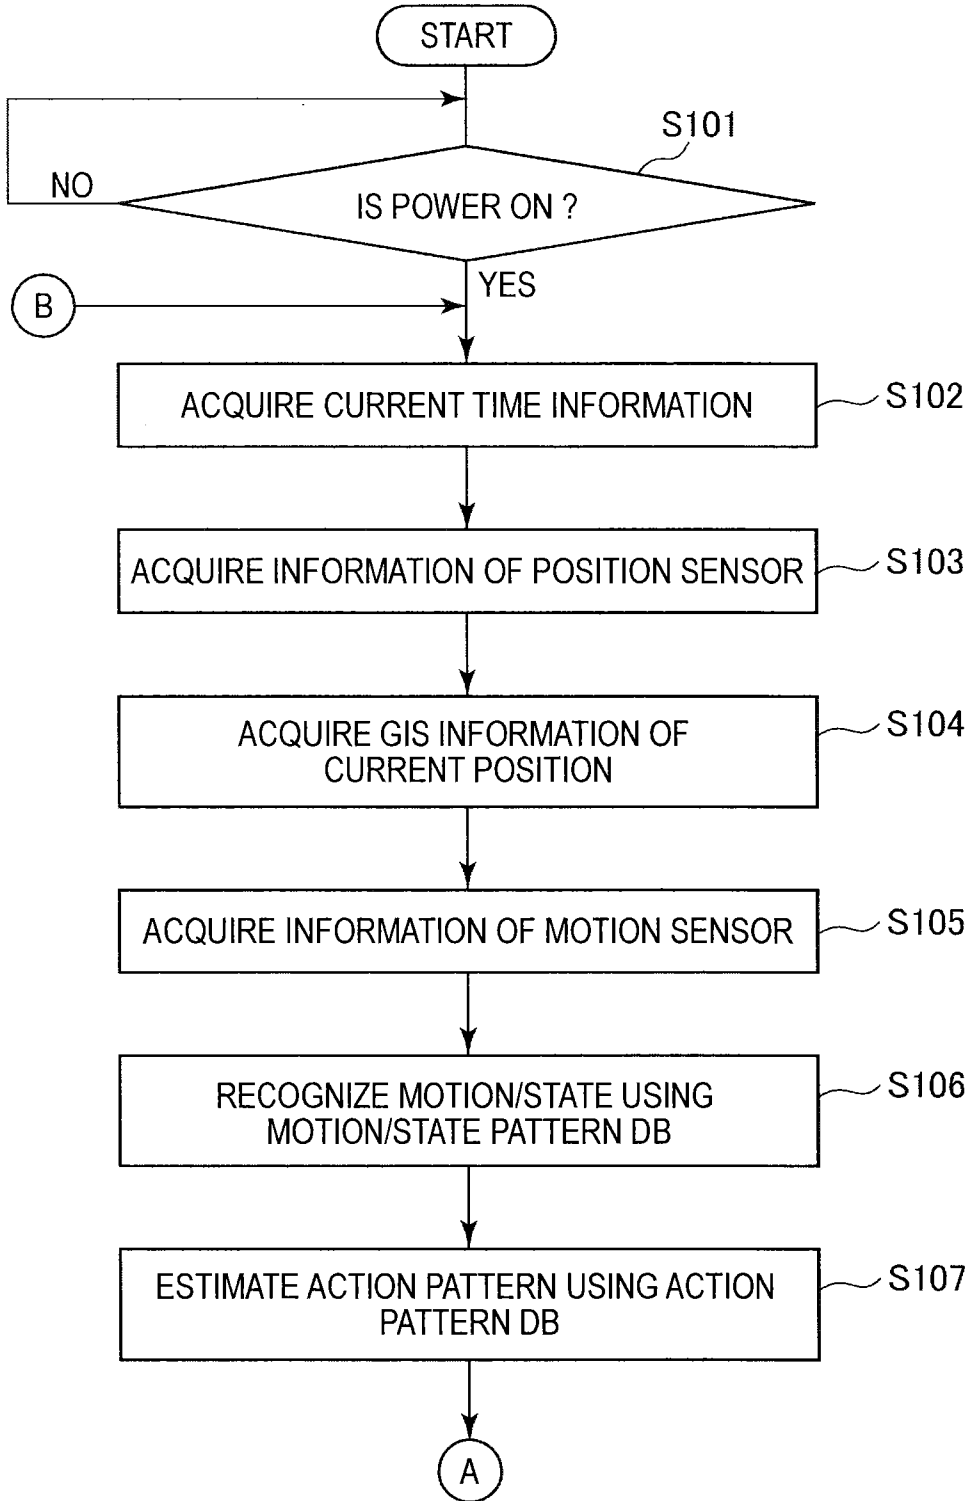 START
S101
NO
IS POWER ON ?
YES
B
ACQUIRE CURRENT TIME INFORMATION
S102
ACQUIRE INFORMATION OF POSITION SENSOR
S103
ACQUIRE GIS INFORMATION OF
CURRENT POSITION
S104
ACQUIRE INFORMATION OF MOTION SENSOR
S105
RECOGNIZE MOTION/STATE USING
MOTION/STATE PATTERN DB
S106
ESTIMATE ACTION PATTERN USING ACTION
PATTERN DB
S107
A